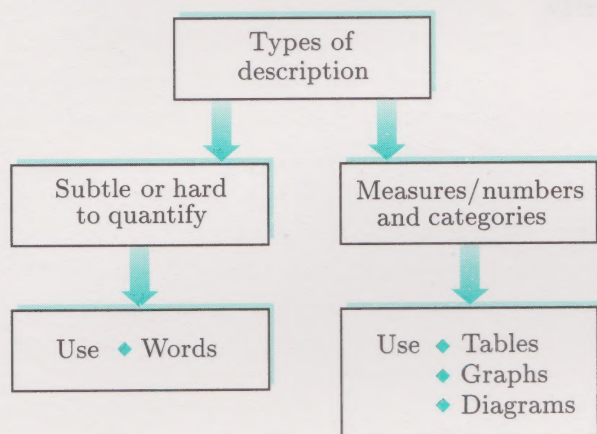 Types of
description
Subtle or hard
to quantify
Measures/numbers
and categories
Use ◆ Words
Use ◆ Tables
◆ Graphs
◆ Diagrams